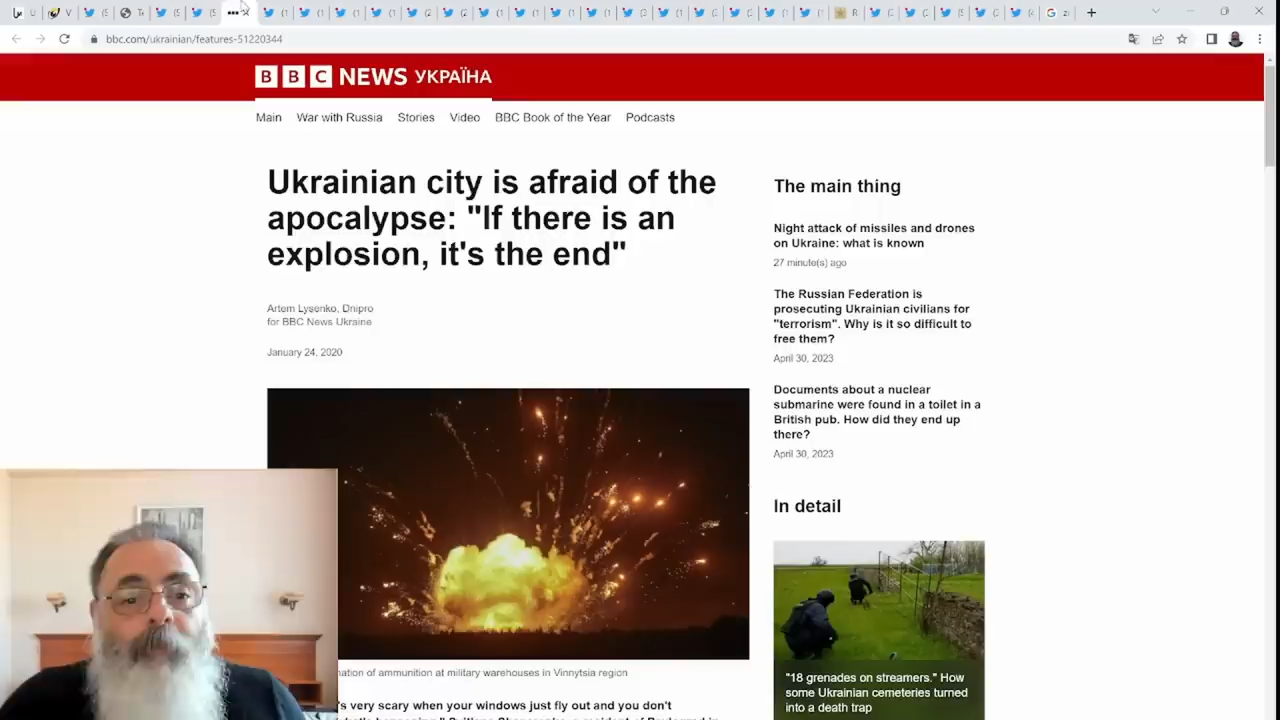 bbc.com/ukrainian/features-51220344
BBC NEWS УКРАЇНА
Main War with Russia Stories Video BBC Book of the Year Podcasts
Ukrainian city is afraid of the
apocalypse: "If there is an
explosion, it's the end"
Artem Lysenko, Dnipro
for BBC News Ukraine
January 24, 2020
ation of ammunition at military warehouses in Vinnytsia region
's very scary when your windows just fly out and you don't
The main thing
Night attack of missiles and drones
on Ukraine: what is known
27 minute(s) ago
The Russian Federation is
prosecuting Ukrainian civilians for
"terrorism". Why is it so difficult to
free them?
April 30, 2023
Documents about a nuclear
submarine were found in a toilet in a
British pub. How did they end up
there?
April 30, 2023
In detail
"18 grenades on streamers." How
some Ukrainian cemeteries turned
into a death trap